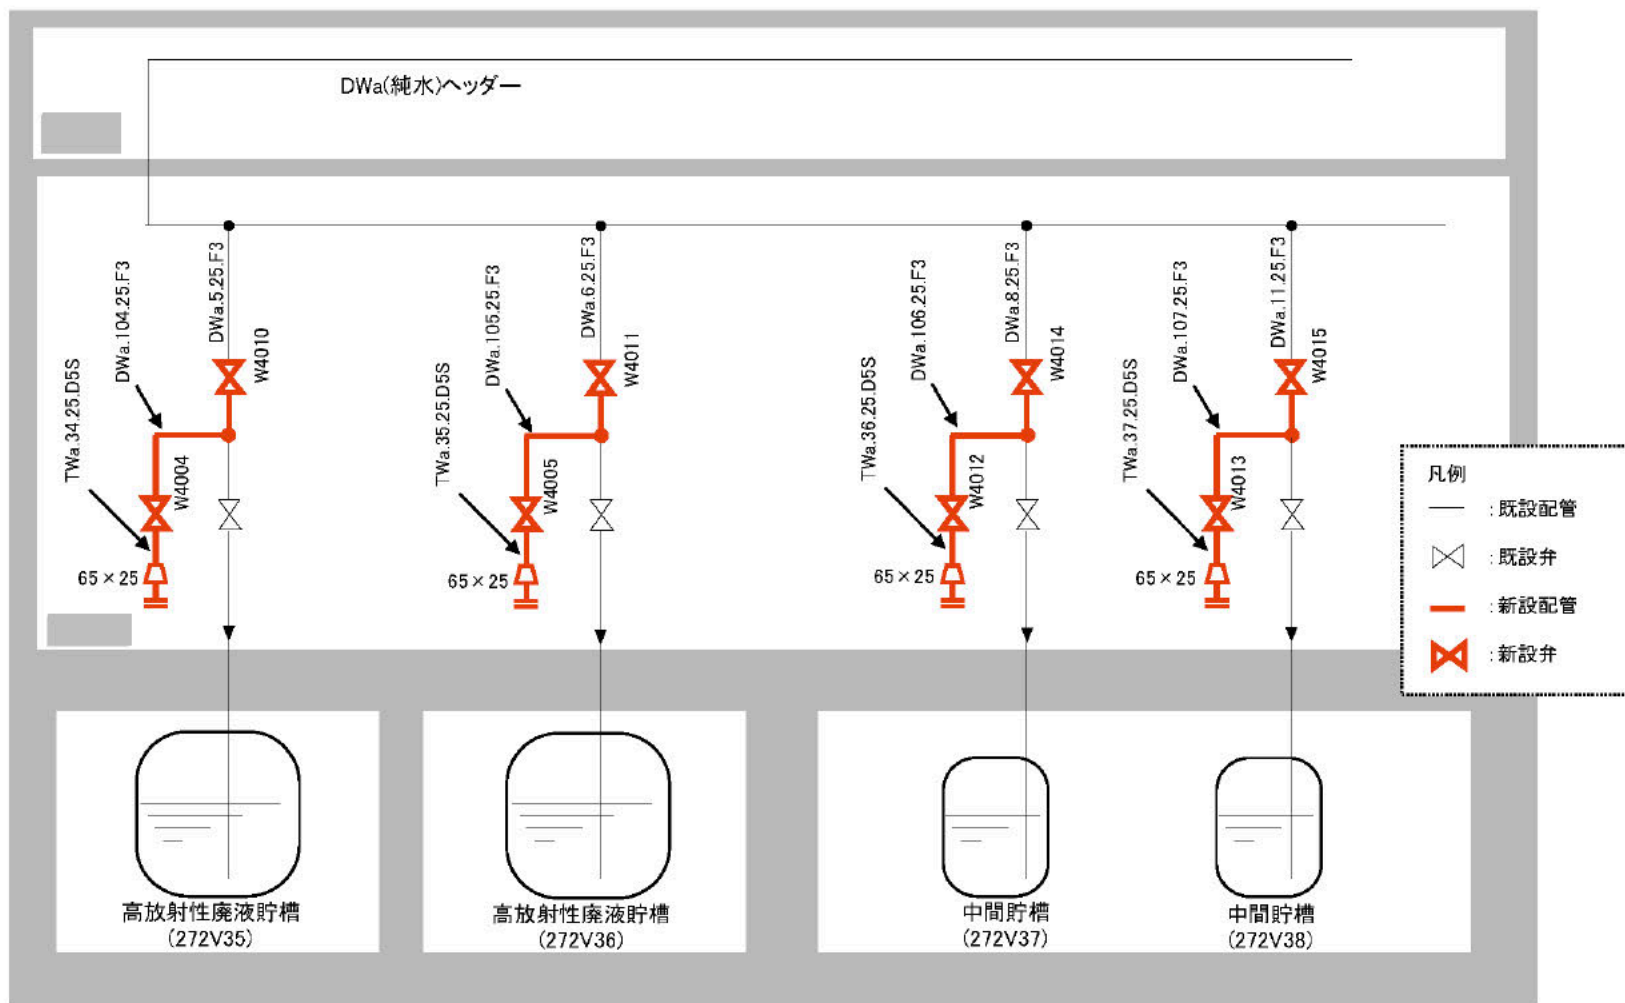 DWa(純水)ヘッダー
TWa.34.25.D5S
DWa.104.25.F3
DWa.5.25.F3
W4010
W4004
65×25
TWa.35.25.D5S
DWa.105.25.F3
DWa.6.25.F3
W4011
W4005
65×25
TWa.36.25.D5S
DWa.106.25.F3
DWa.8.25.F3
W4014
W4012
65×25
TWa.37.25.D5S
DWa.107.25.F3
DWa.11.25.F3
W4015
W4013
65×25
凡例
:既設配管
:既設弁
:新設配管
:新設弁
高放射性廃液貯槽
(272V35)
高放射性廃液貯槽
(272V36)
中間貯槽
(272V37)
中間貯槽
(272V38)